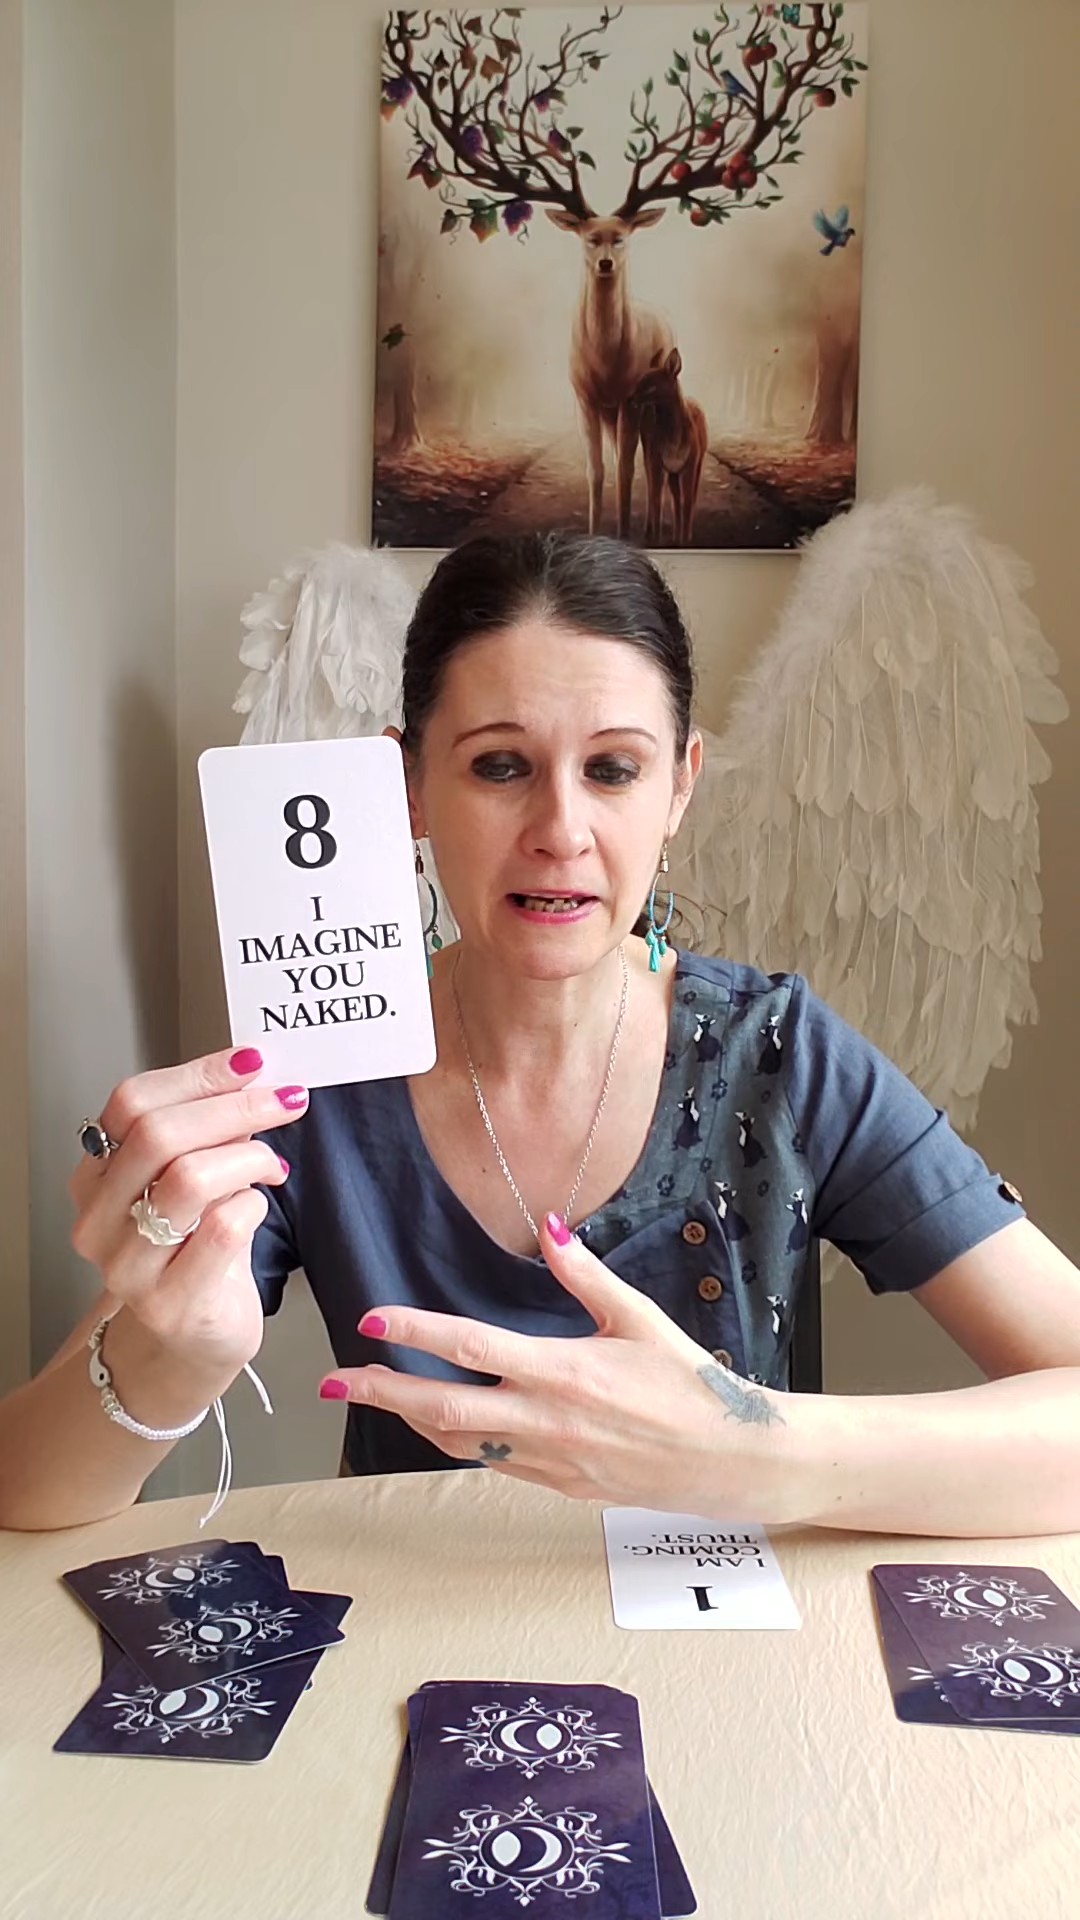 8
I
IMAGINE
YOU
NAKED.
1
I AM
COMING.
TRUST.